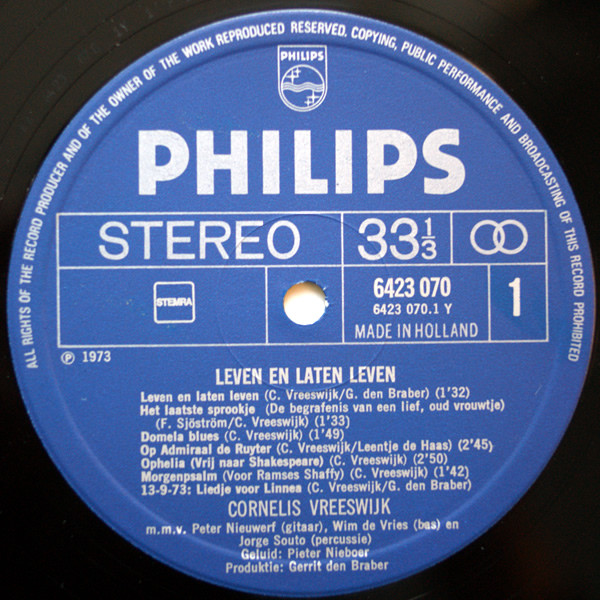 ALL RIGHTS OF THE RECORD PRODUCER AND OF THE OWNER OF THE WORK REPRODUCED RESERVED, COPYING, PUBLIC PERFORMANCE AND BROADCASTING OF THIS RECORD PROHIBITED
PHILIPS
PHILIPS
STEREO
33 1/3
STEMRA
6423 070
6423 070.1 Y
MADE IN HOLLAND
1
℗ 1973
LEVEN EN LATEN LEVEN
Leven en laten leven (C. Vreeswijk/G. den Braber) (1'32)
Het laatste sprookje (De begrafenis van een lief, oud vrouwtje)
(F. Sjöström/C. Vreeswijk) (1'33)
Domela blues (C. Vreeswijk) (1'49)
Op Admiraal de Ruyter (C. Vreeswijk/Leentje de Haas) (2'45)
Ophelia (Vrij naar Shakespeare) (C. Vreeswijk) (2'50)
Morgenpsalm (Voor Ramses Shaffy) (C. Vreeswijk) (1'42)
13-9-73: Liedje voor Linnea (C. Vreeswijk/G. den Braber)
CORNELIS VREESWIJK
m.m.v. Peter Nieuwerf (gitaar), Wim de Vries (bas) en
Jorge Souto (percussie)
Geluid: Pieter Nieboer
Produktie: Gerrit den Braber